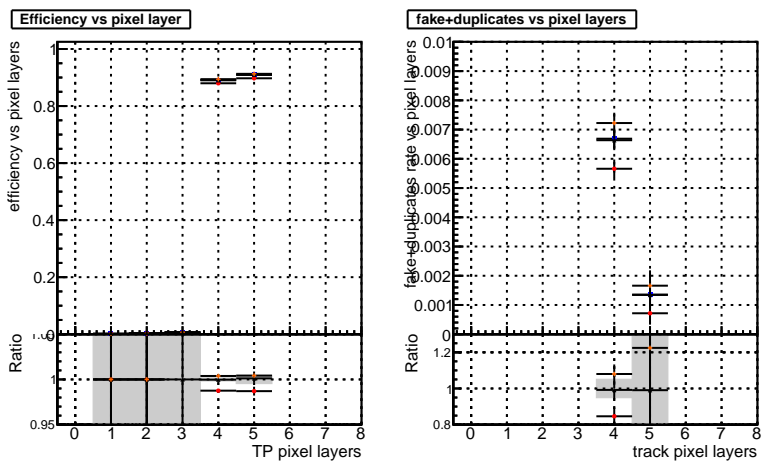 Efficiency vs pixel layer
efficiency vs pixel layers
1
0.8
0.6
0.4
0.2
0
Ratio
1
0.95
0 1 2 3 4 5 6 7 8
TP pixel layers
fake+duplicates vs pixel layers
fake+duplicates rate vs pixel layers
0.01
0.009
0.008
0.007
0.006
0.005
0.004
0.003
0.002
0.001
0
Ratio
1.2
1
0.8
0 1 2 3 4 5 6 7 8
track pixel layers